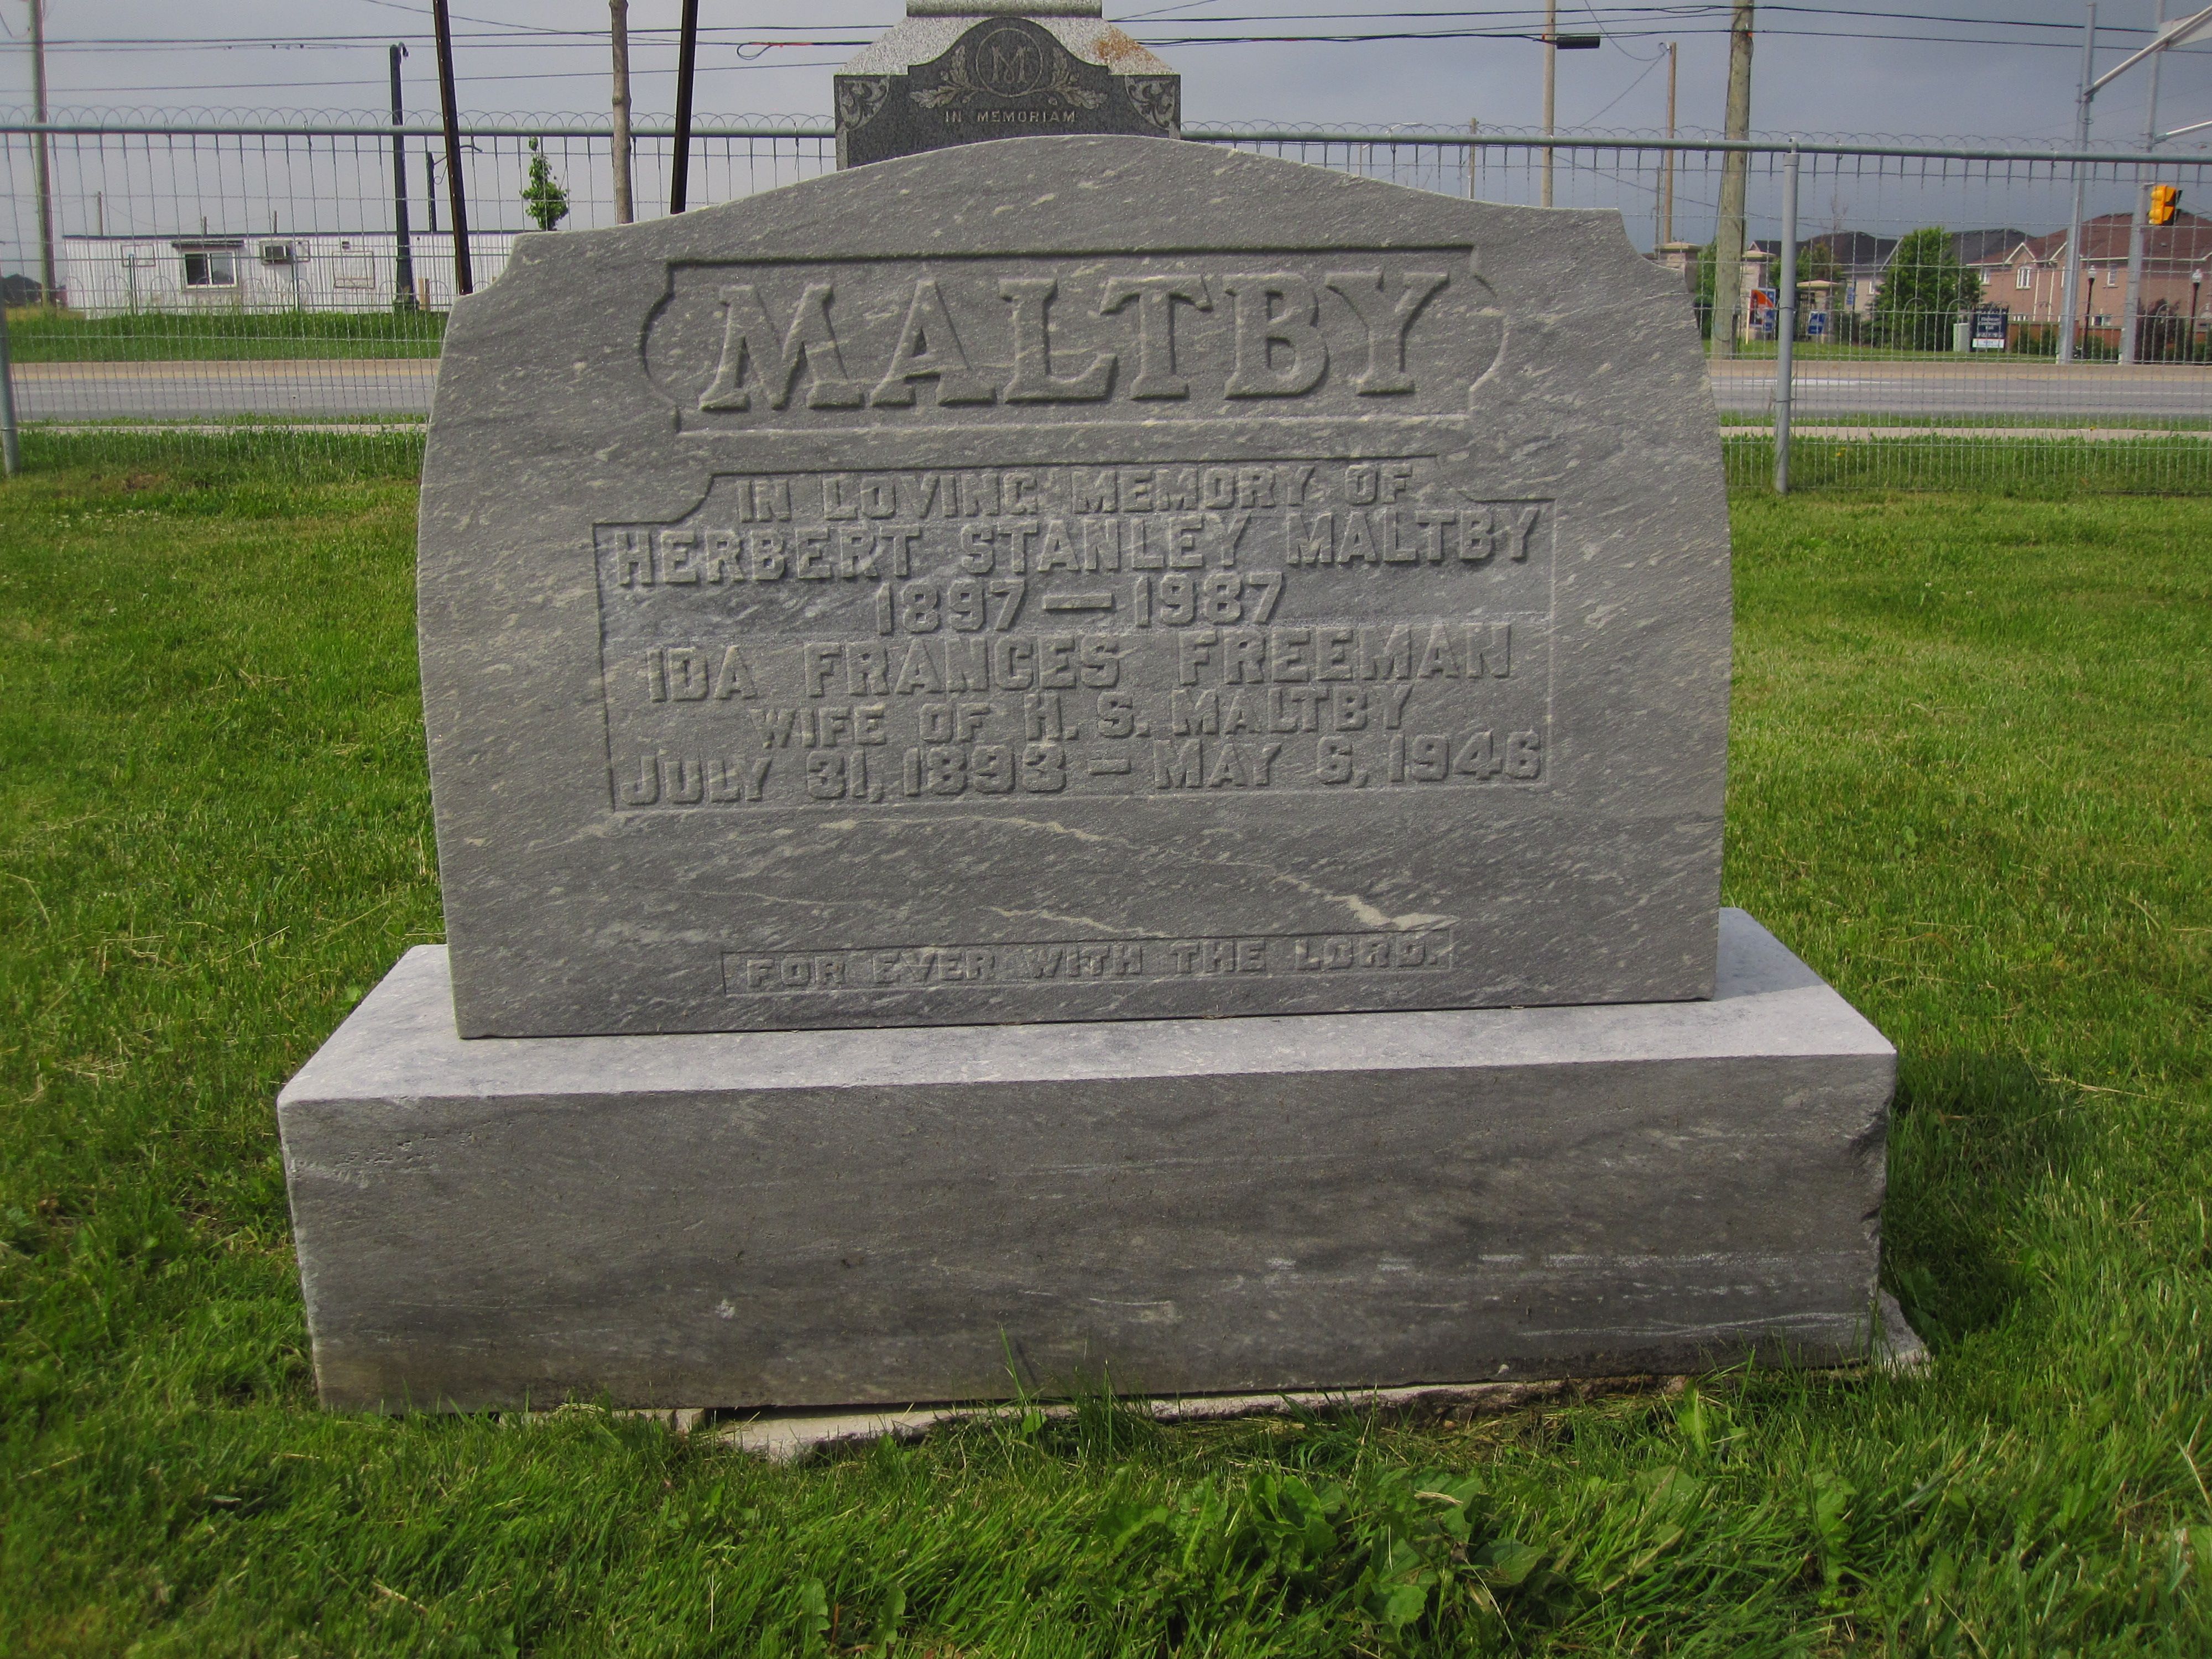 M
IN MEMORIAM
MALTBY
IN LOVING MEMORY OF
HERBERT STANLEY MALTBY
1897 — 1987
IDA FRANCES FREEMAN
WIFE OF H. S. MALTBY
JULY 31, 1893 — MAY 6, 1946
FOR EVER WITH THE LORD.